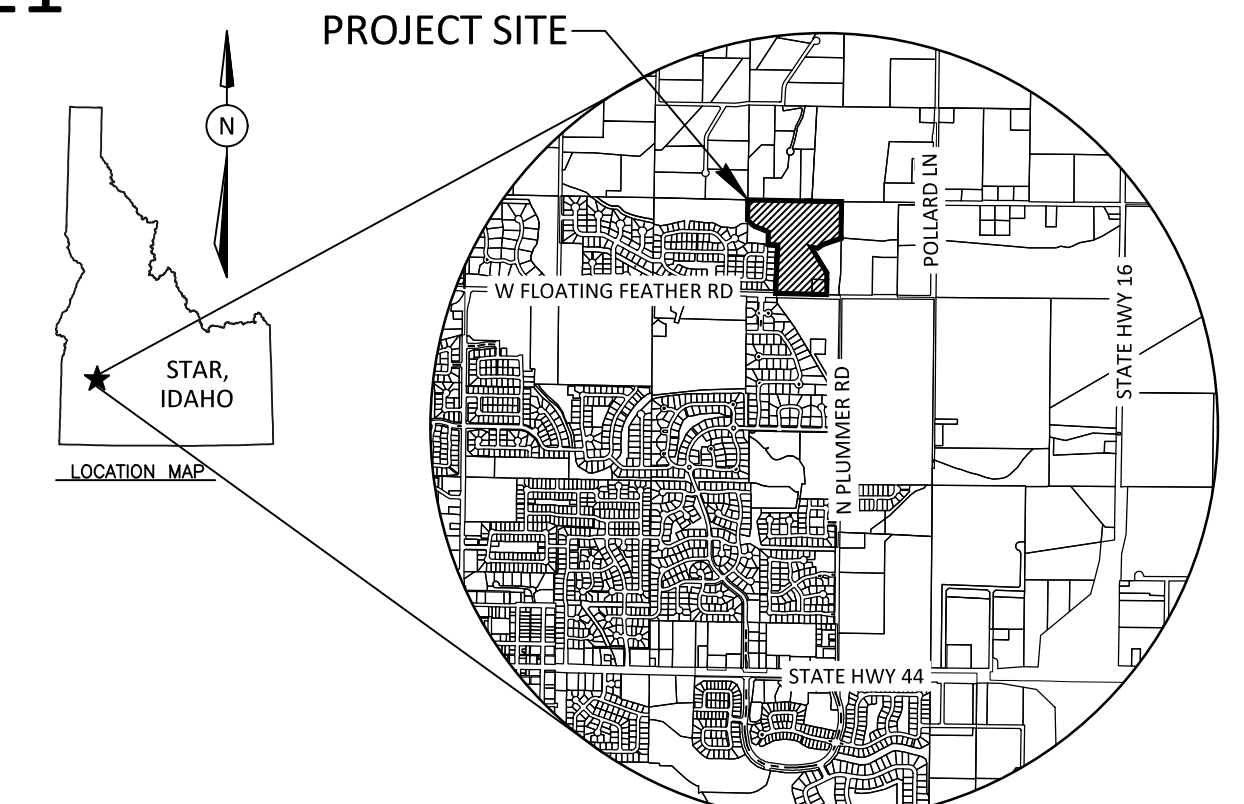 PROJECT SITE
N
POLLARD LN
W FLOATING FEATHER RD
STATE HWY 16
STAR,
IDAHO
N PLUMMER RD
LOCATION MAP
STATE HWY 44